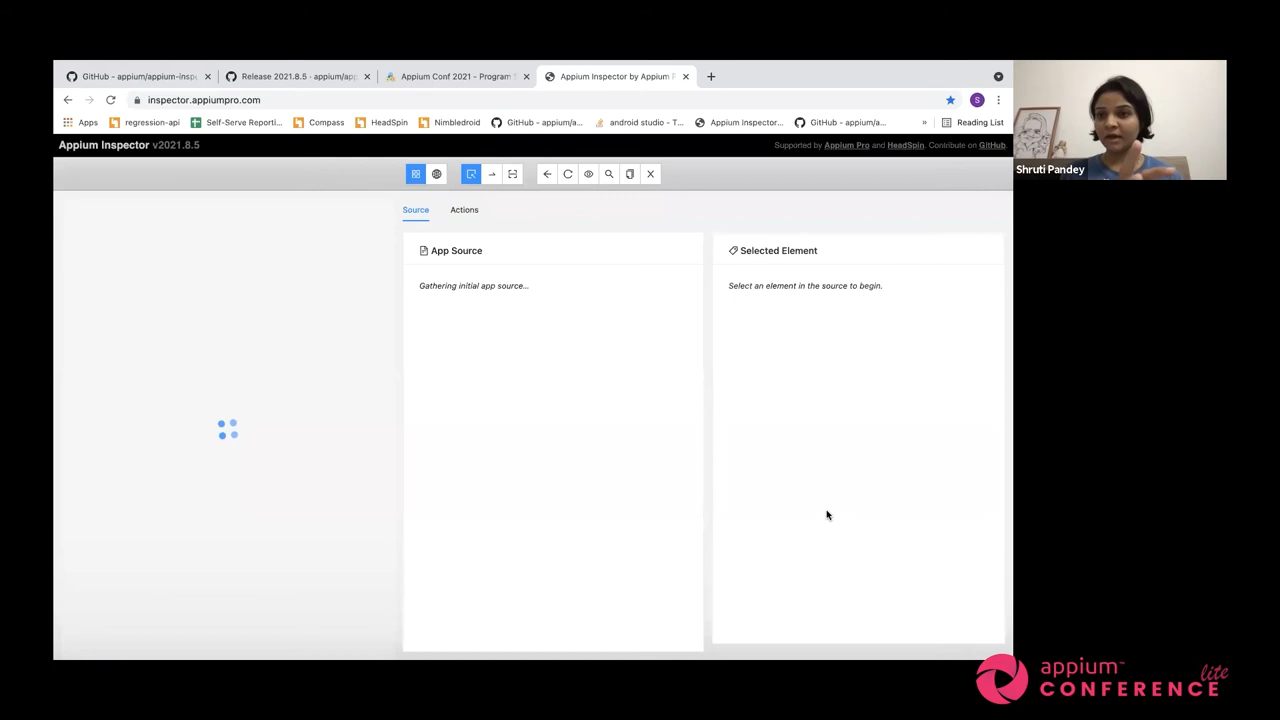 GitHub - appium/appium-inspe
Release 2021.8.5 · appium/app
Appium Conf 2021 - Program S
Appium Inspector by Appium P
inspector.appiumpro.com
S
Apps
regression-api
Self-Serve Reporti...
Compass
HeadSpin
Nimbledroid
GitHub - appium/a...
android studio - T...
Appium Inspector...
GitHub - appium/a...
»
Reading List
Appium Inspector v2021.8.5
Supported by Appium Pro and HeadSpin. Contribute on GitHub.
Shruti Pandey
Source
Actions
App Source
Selected Element
Gathering initial app source...
Select an element in the source to begin.
appium™
CONFERENCE lite